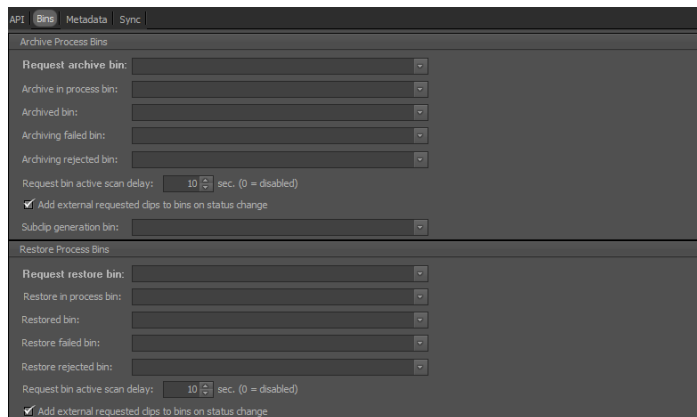 API Bins Metadata Sync
Archive Process Bins
Request archive bin:
Archive in process bin:
Archived bin:
Archiving failed bin:
Archiving rejected bin:
Request bin active scan delay: 10 sec. (0 = disabled)
Add external requested clips to bins on status change
Subclip generation bin:
Restore Process Bins
Request restore bin:
Restore in process bin:
Restored bin:
Restore failed bin:
Restore rejected bin:
Request bin active scan delay: 10 sec. (0 = disabled)
Add external requested clips to bins on status change